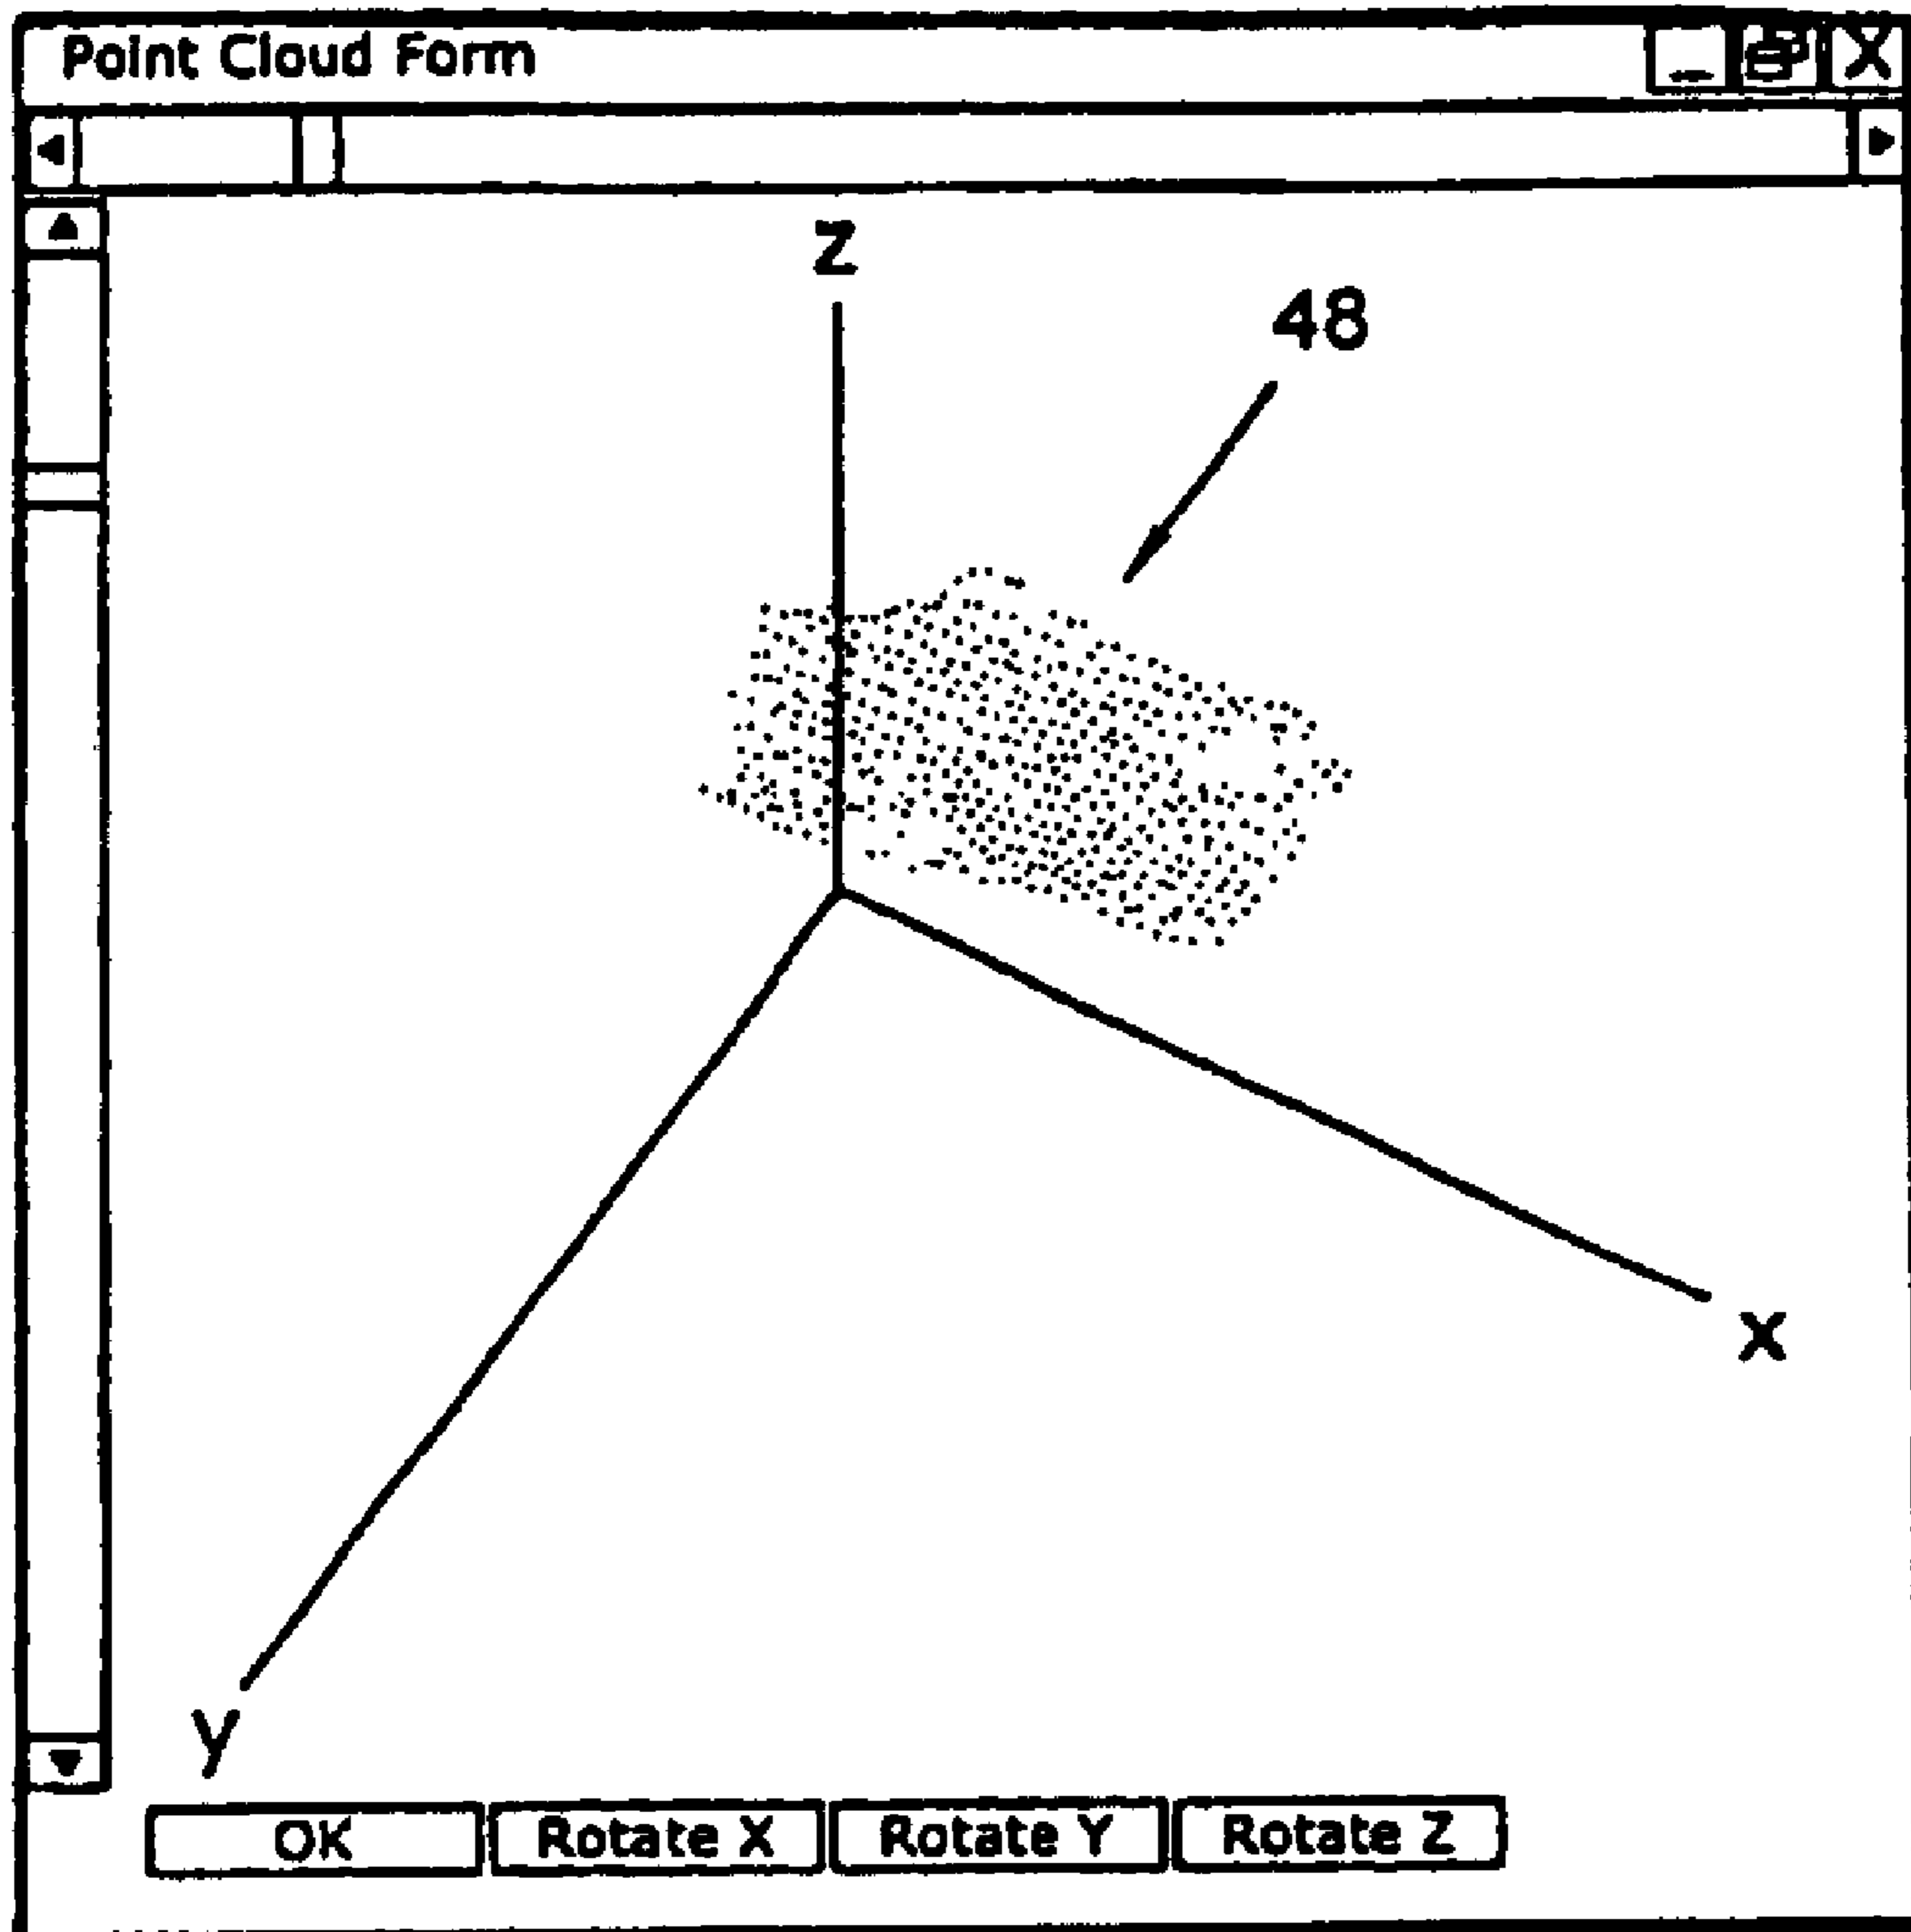 Point Cloud Form _ X
z
48
x
y
OK Rotate X Rotate Y Rotate Z